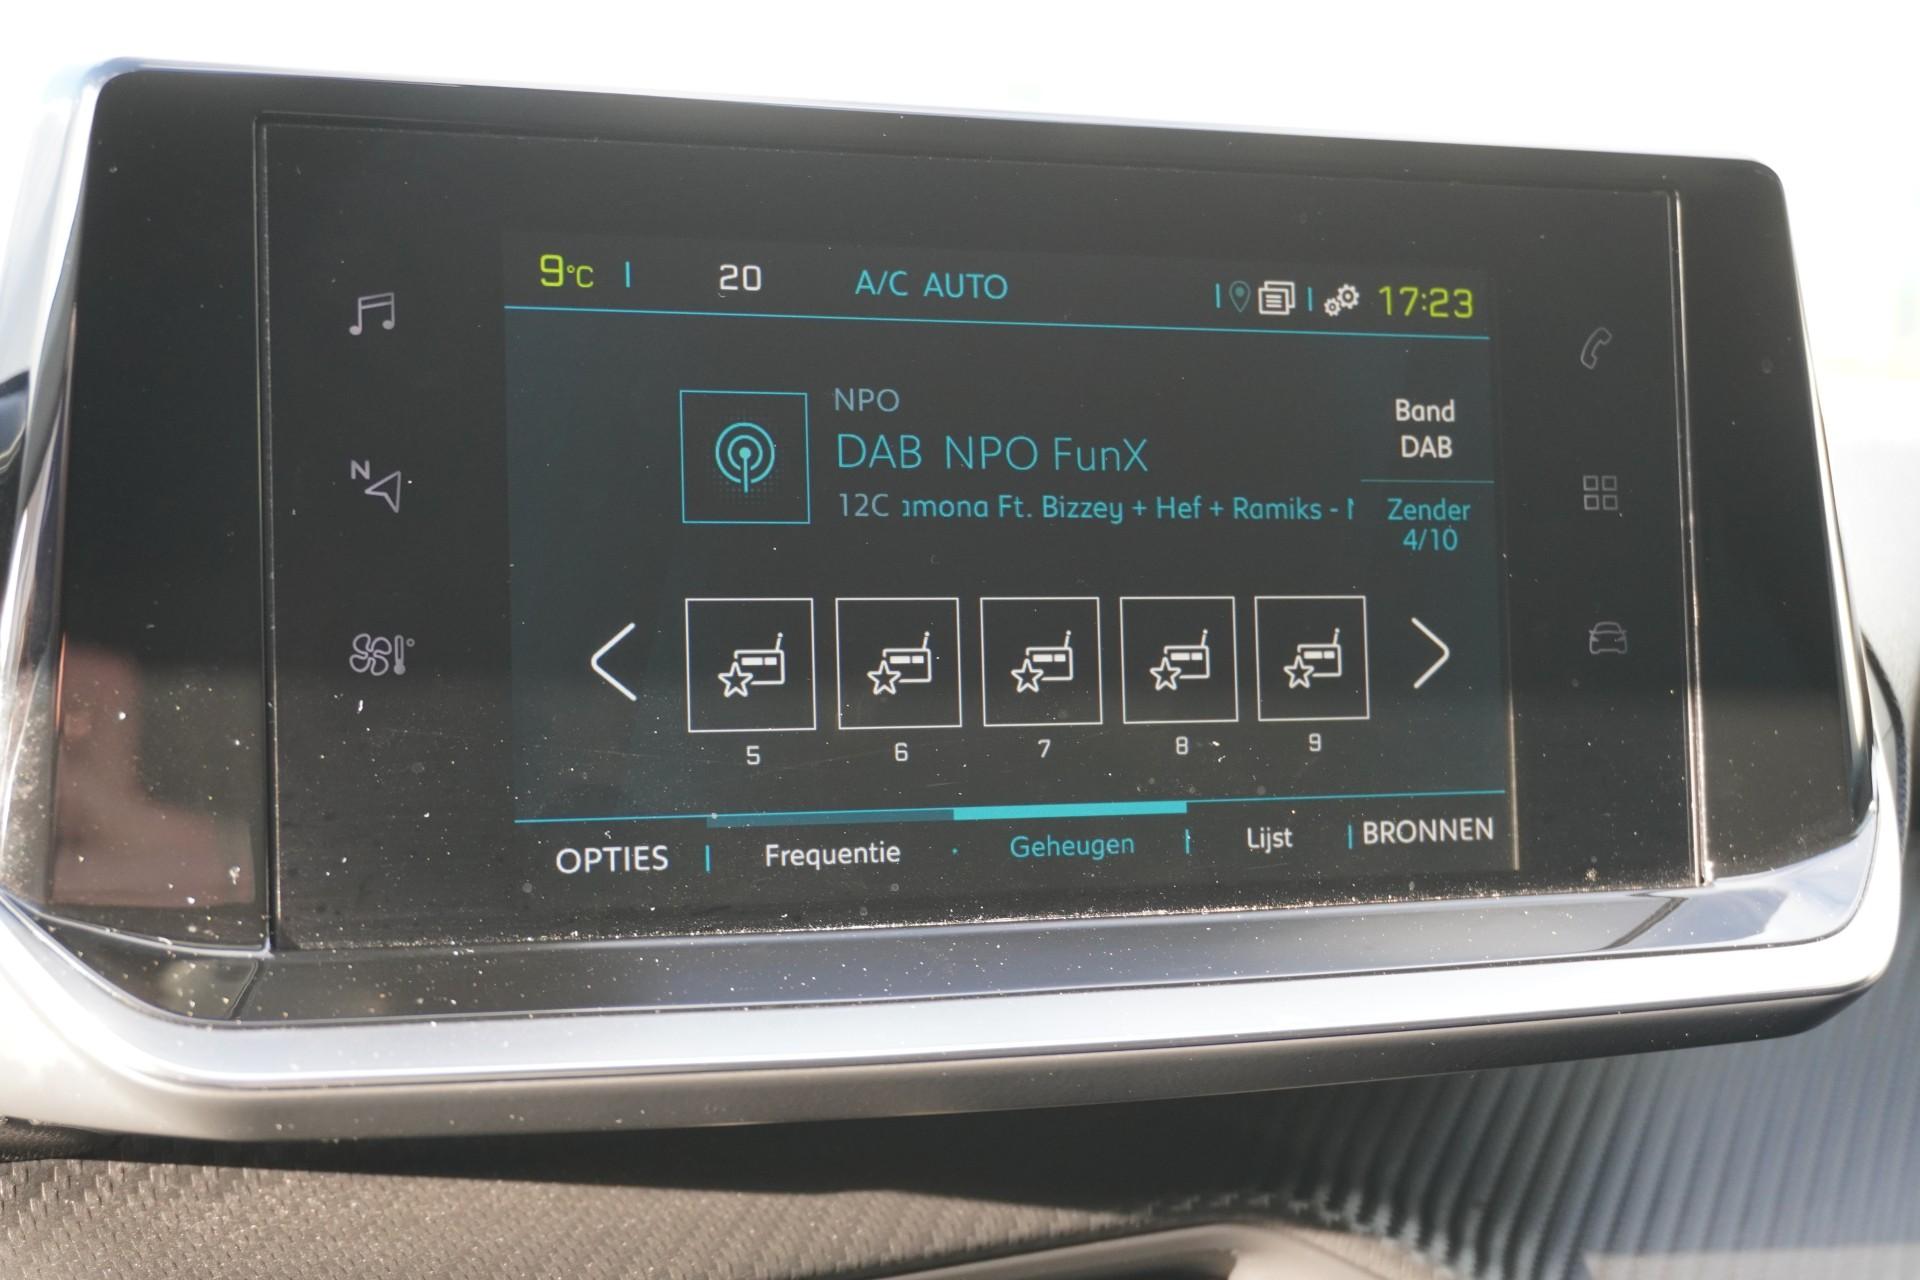 9°C 20 A/C AUTO 17:23
NPO
DAB NPO FunX
12C Ft. Bizzey + Hef + Ramiks -
Band
DAB
Zender
4/10
N
5 6 7 8 9
OPTIES Frequentie Geheugen Lijst BRONNEN